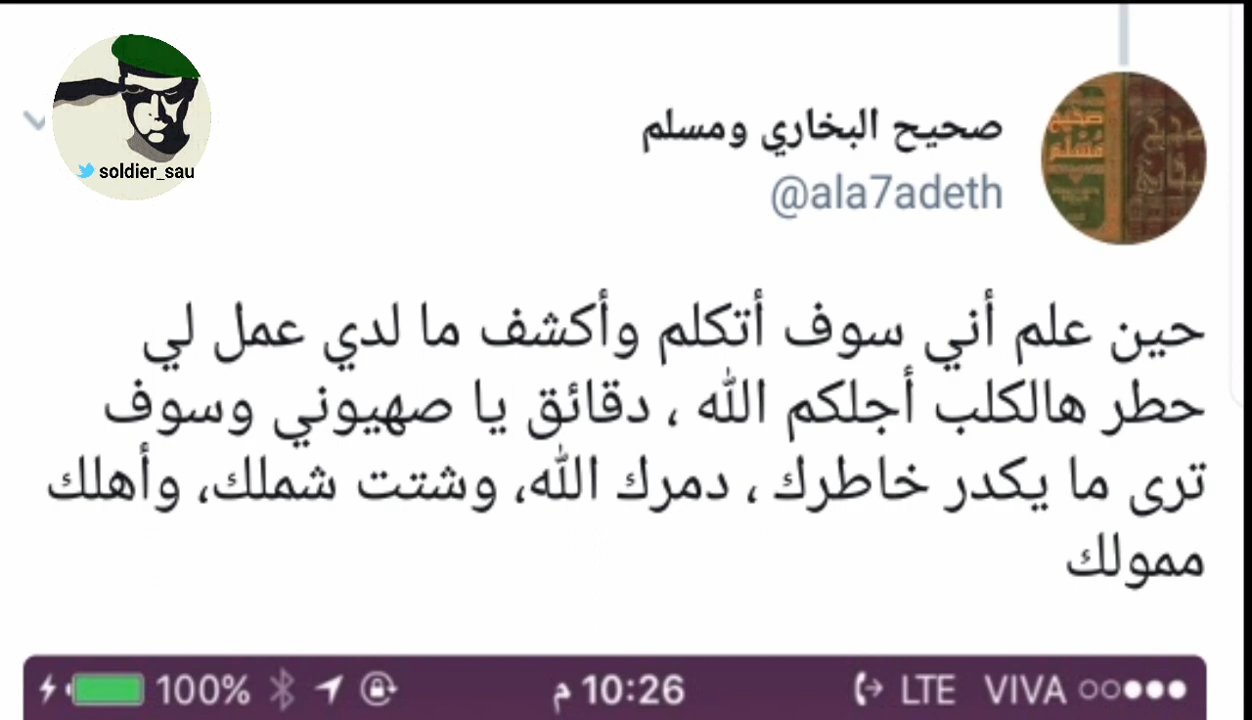 soldier_sau
صحيح البخاري ومسلم
@ala7adeth
صحيح مسلم
حين علم أني سوف أتكلم وأكشف ما لدي عمل لي
حطر هالكلب أجلكم الله ، دقائق يا صهيوني وسوف
ترى ما يكدر خاطرك ، دمرك الله، وشتت شملك، وأهلك
ممولك
100% 10:26 م LTE VIVA